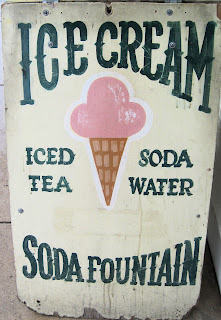 ICE CREAM
ICED SODA
TEA WATER
SODA FOUNTAIN